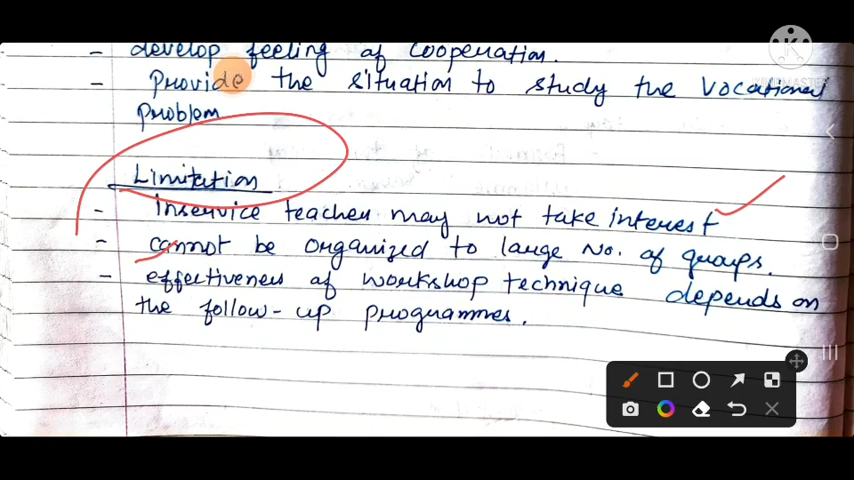 - develop feeling of cooperation.
- Provide the situation to study the vocational
problem
Limitation
- Inservice teacher may not take interest
- cannot be organized to large No. of groups.
- effectiveness of workshop technique depends on
the follow-up programmes.
KINEMASTER